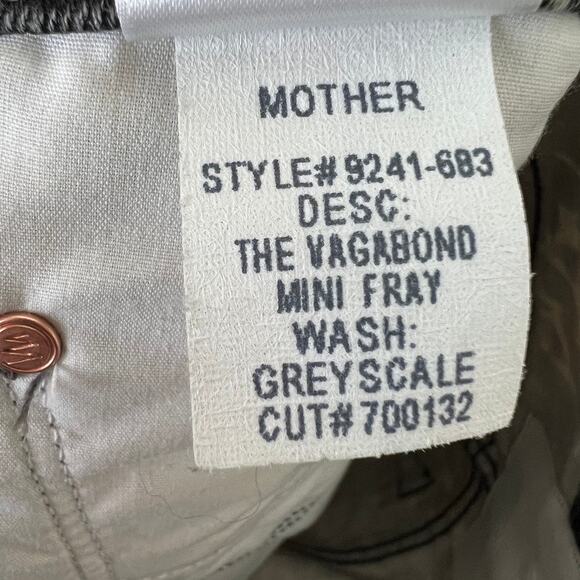 MOTHER
STYLE# 9241-683
DESC:
THE VAGABOND
MINI FRAY
WASH:
GREYSCALE
CUT# 700132